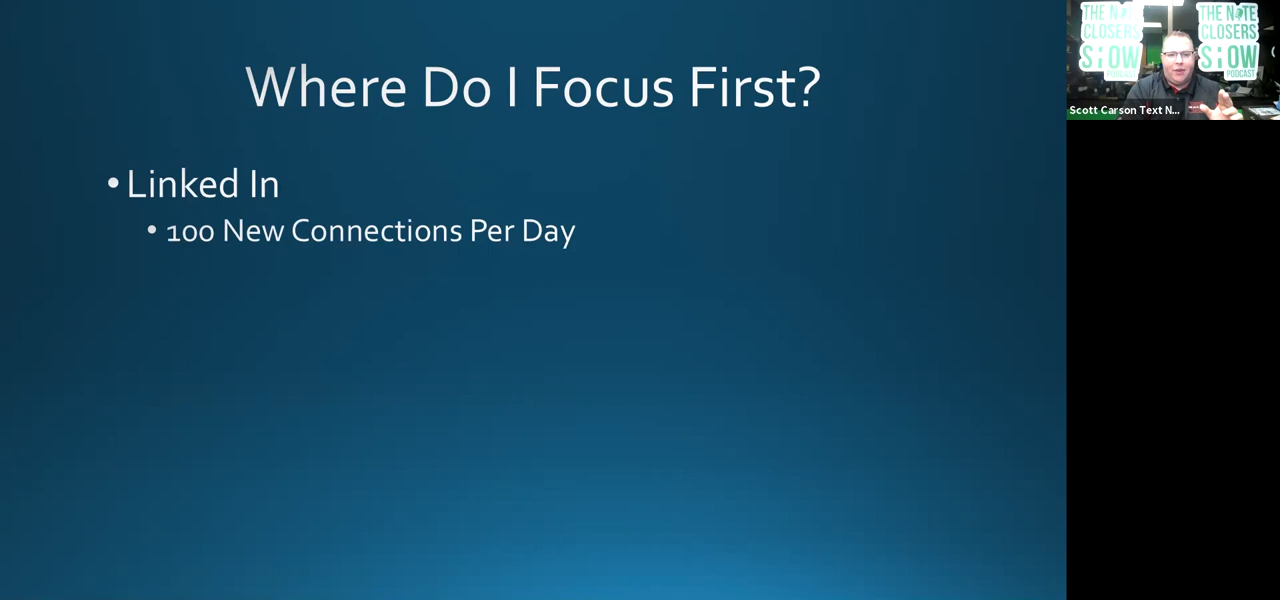 Where Do I Focus First?
• Linked In
• 100 New Connections Per Day
THE NOTE
CLOSERS
SHOW
PODCAST
THE NOTE
CLOSERS
SHOW
PODCAST
Scott Carson Text N...